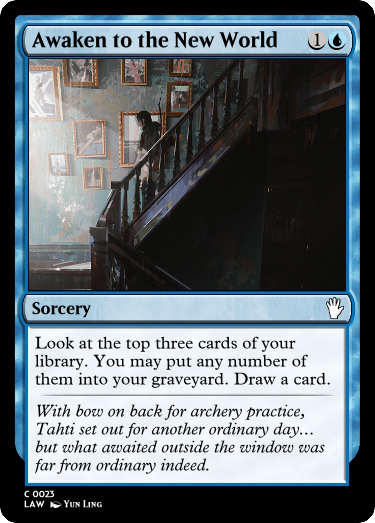 Awaken to the New World 1
Sorcery
Look at the top three cards of your
library. You may put any number of
them into your graveyard. Draw a card.
With bow on back for archery practice,
Tahti set out for another ordinary day…
but what awaited outside the window was
far from ordinary indeed.
C 0023
LAW Yun Ling